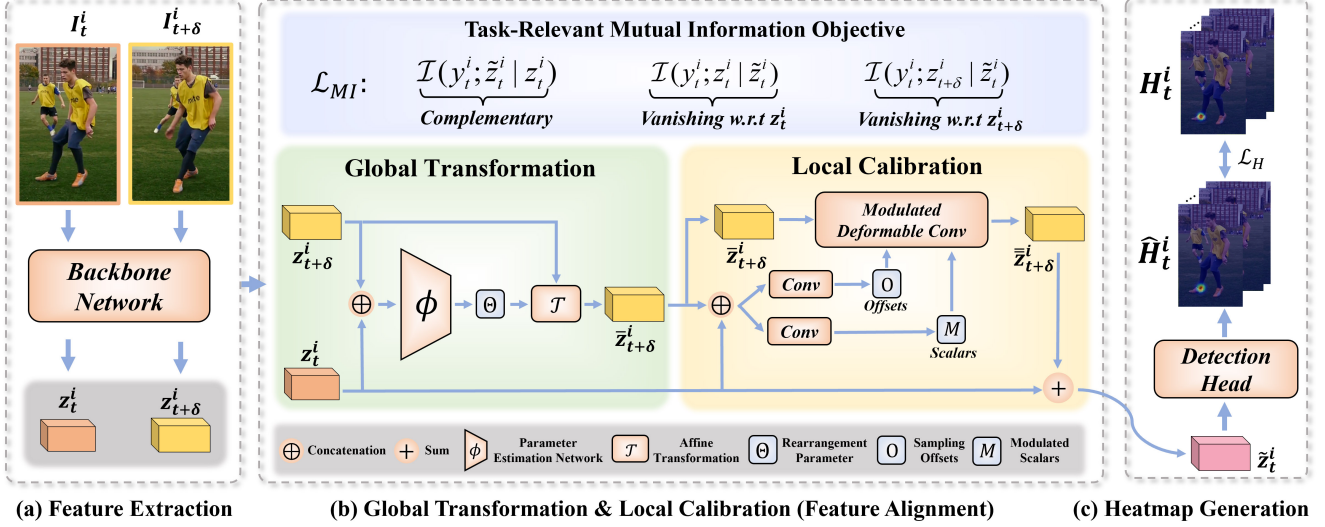 I_t^i
I_{t+δ}^i
Backbone
Network
z_t^i
z_{t+δ}^i
(a) Feature Extraction
Task-Relevant Mutual Information Objective
ℒ_{MI}:
ℐ(y_t^i; z̃_t^i | z_t^i)
Complementary
ℐ(y_t^i; z_t^i | z̃_t^i)
Vanishing w.r.t z_t^i
ℐ(y_t^i; z_{t+δ}^i | z̃_t^i)
Vanishing w.r.t z_{t+δ}^i
Global Transformation
z_{t+δ}^i
⊕
ϕ
Θ
𝒯
z̄_{t+δ}^i
z_t^i
Local Calibration
z̄_{t+δ}^i
Modulated
Deformable Conv
z̿_{t+δ}^i
⊕
Conv
O
Offsets
Conv
M
Scalars
+
⊕ Concatenation
+ Sum
ϕ Parameter
Estimation Network
𝒯 Affine
Transformation
Θ Rearrangement
Parameter
O Sampling
Offsets
M Modulated
Scalars
(b) Global Transformation & Local Calibration (Feature Alignment)
H_t^i
ℒ_H
Ĥ_t^i
Detection
Head
z̃_t^i
(c) Heatmap Generation